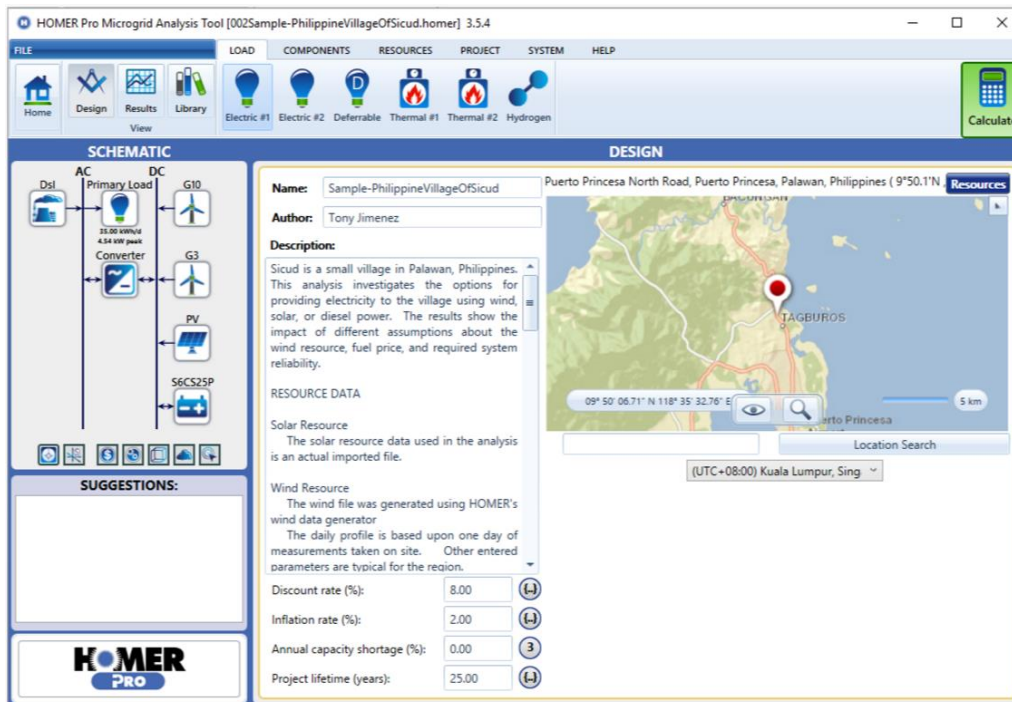 HOMER Pro Microgrid Analysis Tool [002Sample-PhilippineVillageOfSicud.homer] 3.5.4
FILE
LOAD COMPONENTS RESOURCES PROJECT SYSTEM HELP
Home
Design Results Library
View
Electric #1 Electric #2 Deferrable Thermal #1 Thermal #2 Hydrogen
D
Calculate
SCHEMATIC
AC DC
Dsl Primary Load G10
35.00 kWh/d
4.54 kW peak
Converter G3
PV
S6CS25P
SUGGESTIONS:
HOMER
PRO
DESIGN
Name: Sample-PhilippineVillageOfSicud
Author: Tony Jimenez
Description:
Sicud is a small village in Palawan, Philippines.
This analysis investigates the options for
providing electricity to the village using wind,
solar, or diesel power. The results show the
impact of different assumptions about the
wind resource, fuel price, and required system
reliability.
RESOURCE DATA
Solar Resource
The solar resource data used in the analysis
is an actual imported file.
Wind Resource
The wind file was generated using HOMER's
wind data generator
The daily profile is based upon one day of
measurements taken on site. Other entered
parameters are typical for the region.
Discount rate (%): 8.00 {..}
Inflation rate (%): 2.00 {..}
Annual capacity shortage (%): 0.00 3
Project lifetime (years): 25.00 {..}
Puerto Princesa North Road, Puerto Princesa, Palawan, Philippines ( 9°50.1'N , Resources
TAGBUROS
09° 50' 06.71" N 118° 35' 32.76" E
5 km
Princesa
Location Search
(UTC+08:00) Kuala Lumpur, Sing